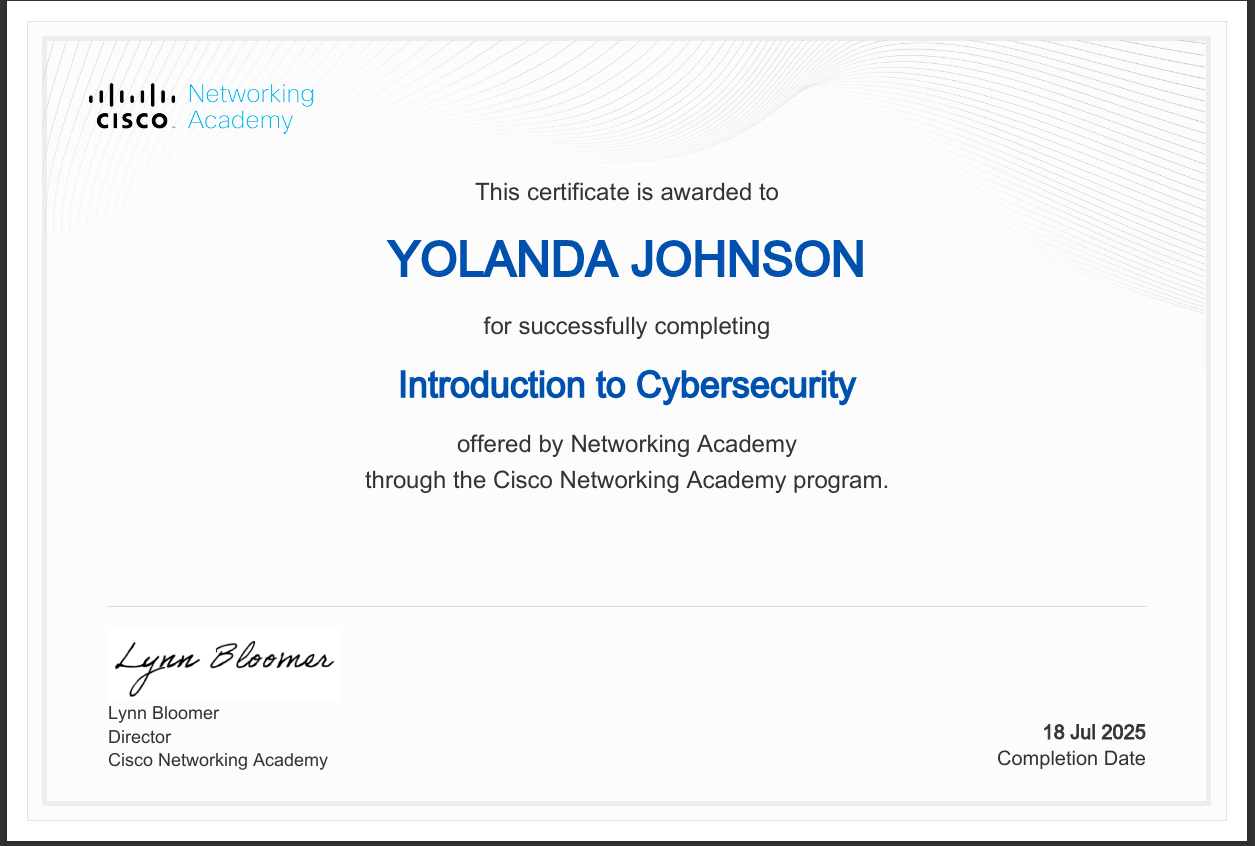 CISCO
Networking
Academy
This certificate is awarded to
YOLANDA JOHNSON
for successfully completing
Introduction to Cybersecurity
offered by Networking Academy
through the Cisco Networking Academy program.
Lynn Bloomer
Lynn Bloomer
Director
Cisco Networking Academy
18 Jul 2025
Completion Date